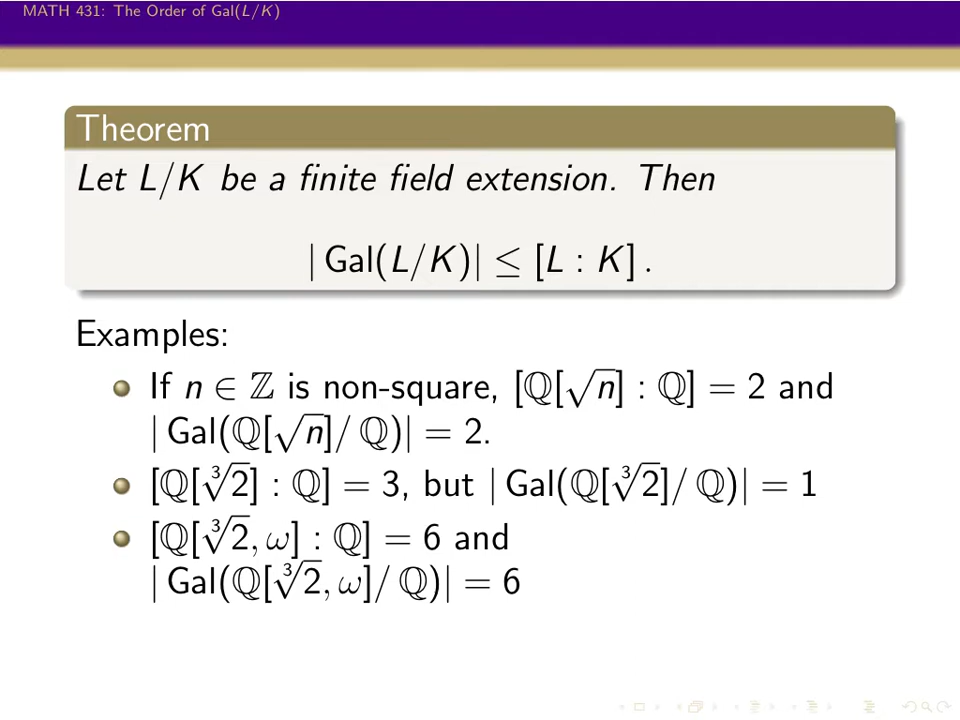 MATH 431: The Order of Gal(L/K)
Theorem
Let L/K be a finite field extension. Then
| Gal(L/K)| ≤ [L : K] .
Examples:
If n ∈ ℤ is non-square, [ℚ[√n] : ℚ] = 2 and
| Gal(ℚ[√n]/ ℚ)| = 2.
[ℚ[∛2] : ℚ] = 3, but | Gal(ℚ[∛2]/ ℚ)| = 1
[ℚ[∛2, ω] : ℚ] = 6 and
| Gal(ℚ[∛2, ω]/ ℚ)| = 6